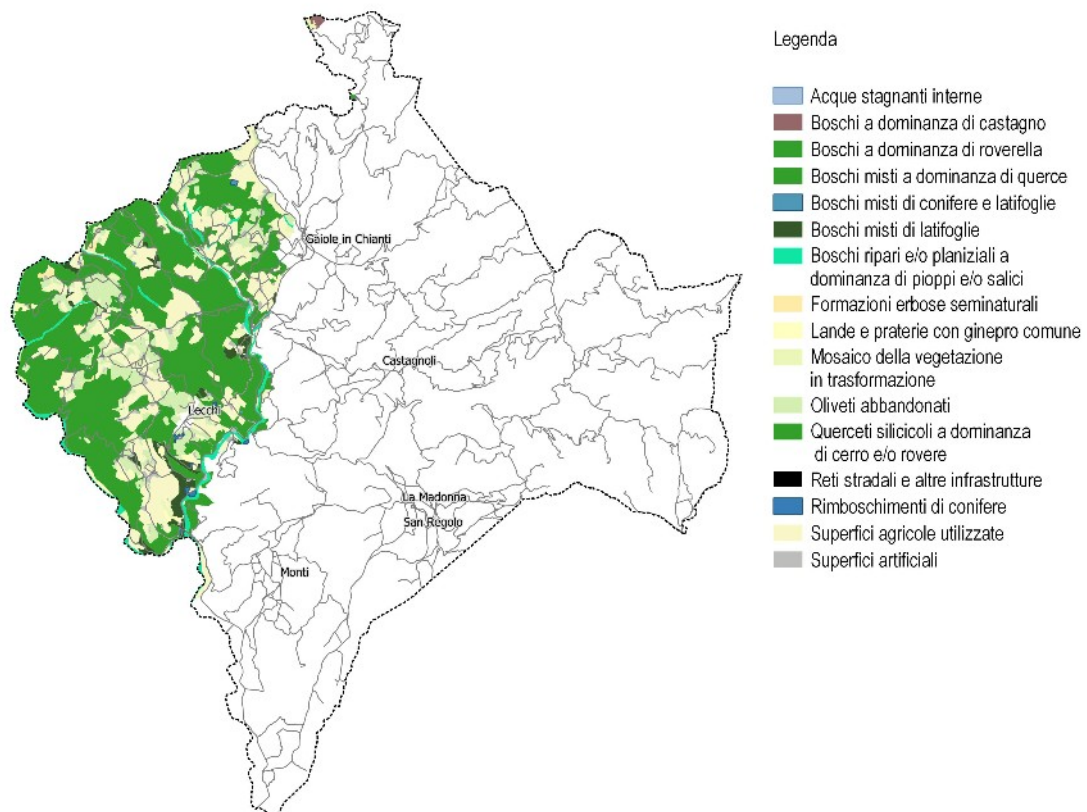 Legenda
Acque stagnanti interne
Boschi a dominanza di castagno
Boschi a dominanza di roverella
Boschi misti a dominanza di querce
Boschi misti di conifere e latifoglie
Boschi misti di latifoglie
Boschi ripari e/o planiziali a
dominanza di pioppi e/o salici
Formazioni erbose seminaturali
Lande e praterie con ginepro comune
Mosaico della vegetazione
in trasformazione
Oliveti abbandonati
Querceti silicicoli a dominanza
di cerro e/o rovere
Reti stradali e altre infrastrutture
Rimboschimenti di conifere
Superfici agricole utilizzate
Superfici artificiali
Gaiole in Chianti
Castagnoli
Lecchi
La Madonna
San Regolo
Monti